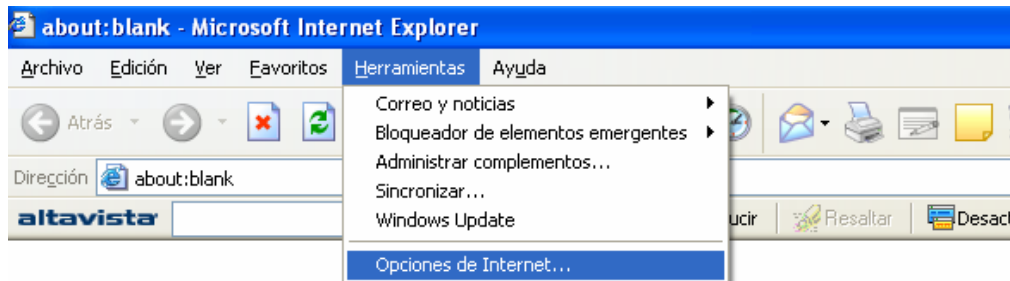 about:blank - Microsoft Internet Explorer
Archivo Edición Ver Favoritos Herramientas Ayuda
Correo y noticias
Bloqueador de elementos emergentes
Administrar complementos...
Sincronizar...
Windows Update
Opciones de Internet...
Atrás
Dirección about:blank
altavista ucir Resaltar Desact